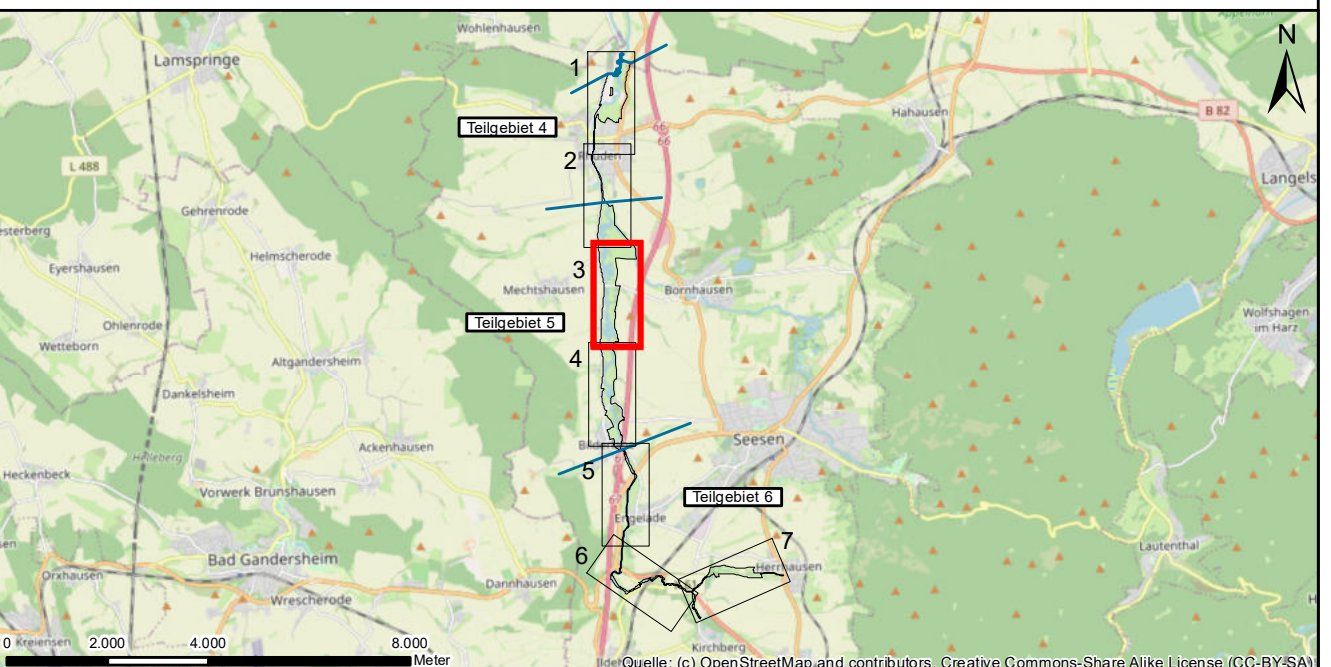 Wohlenhausen
Appelhorn
Lamspringe
N
1
Teilgebiet 4
66
66
Hahausen
B 82
2
Rhüden
L 488
Langels
Gehrenrode
esterberg
Helmscherode
Eyershausen
3
Mechtshausen
Bornhausen
Wolfshagen
im Harz
Ohlenrode
Teilgebiet 5
Wetteborn
Altgandersheim
4
Dankelsheim
Seesen
Ackenhausen
Helleberg
Heckenbeck
5
Vorwerk Brunshausen
Teilgebiet 6
Engelade
Bad Gandersheim
6
7
Lautenthal
sen
Orxhausen
Dannhausen
Herrhausen
Wrescherode
Kirchberg
Kreiensen
0
2.000
4.000
8.000
Meter
Quelle: (c) OpenStreetMap and contributors, Creative Commons-Share Alike License (CC-BY-SA)